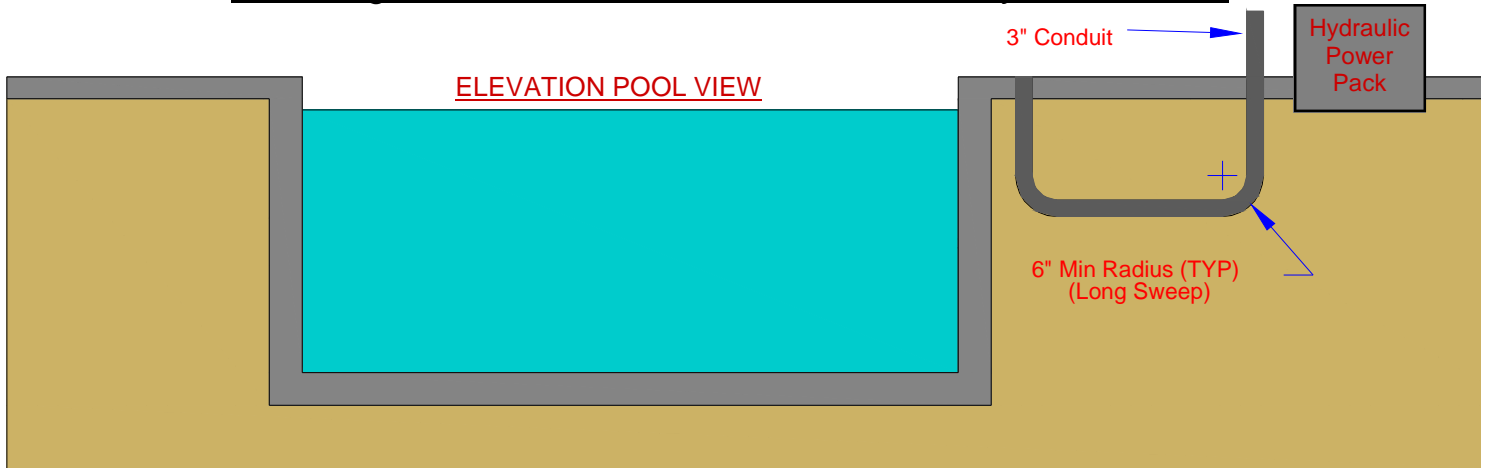 3" Conduit
Hydraulic
Power
Pack
ELEVATION POOL VIEW
6" Min Radius (TYP)
(Long Sweep)